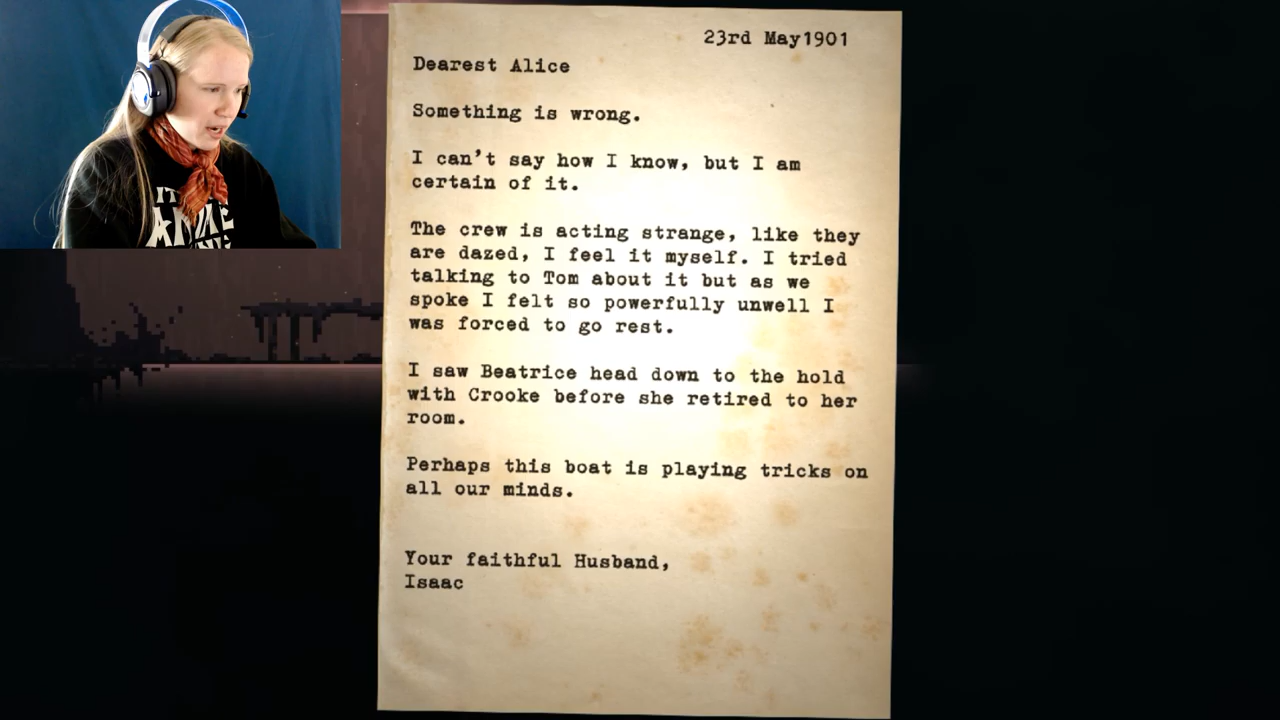 23rd May1901
Dearest Alice
Something is wrong.
I can't say how I know, but I am
certain of it.
The crew is acting strange, like they
are dazed, I feel it myself. I tried
talking to Tom about it but as we
spoke I felt so powerfully unwell I
was forced to go rest.
I saw Beatrice head down to the hold
with Crooke before she retired to her
room.
Perhaps this boat is playing tricks on
all our minds.
Your faithful Husband,
Isaac